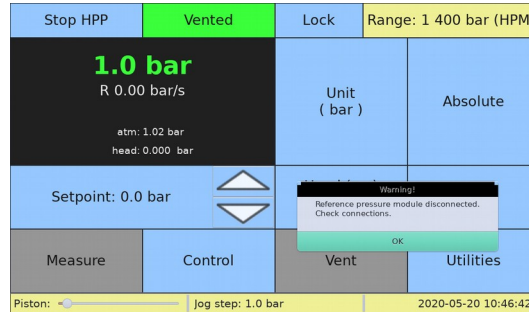 Stop HPP
Vented
Lock
Range: 1 400 bar (HPM
1.0 bar
R 0.00 bar/s
atm: 1.02 bar
head: 0.000 bar
Unit
( bar )
Absolute
Setpoint: 0.0 bar
Warning!
Reference pressure module disconnected.
Check connections.
OK
Measure
Control
Vent
Utilities
Piston:
Jog step: 1.0 bar
2020-05-20 10:46:42